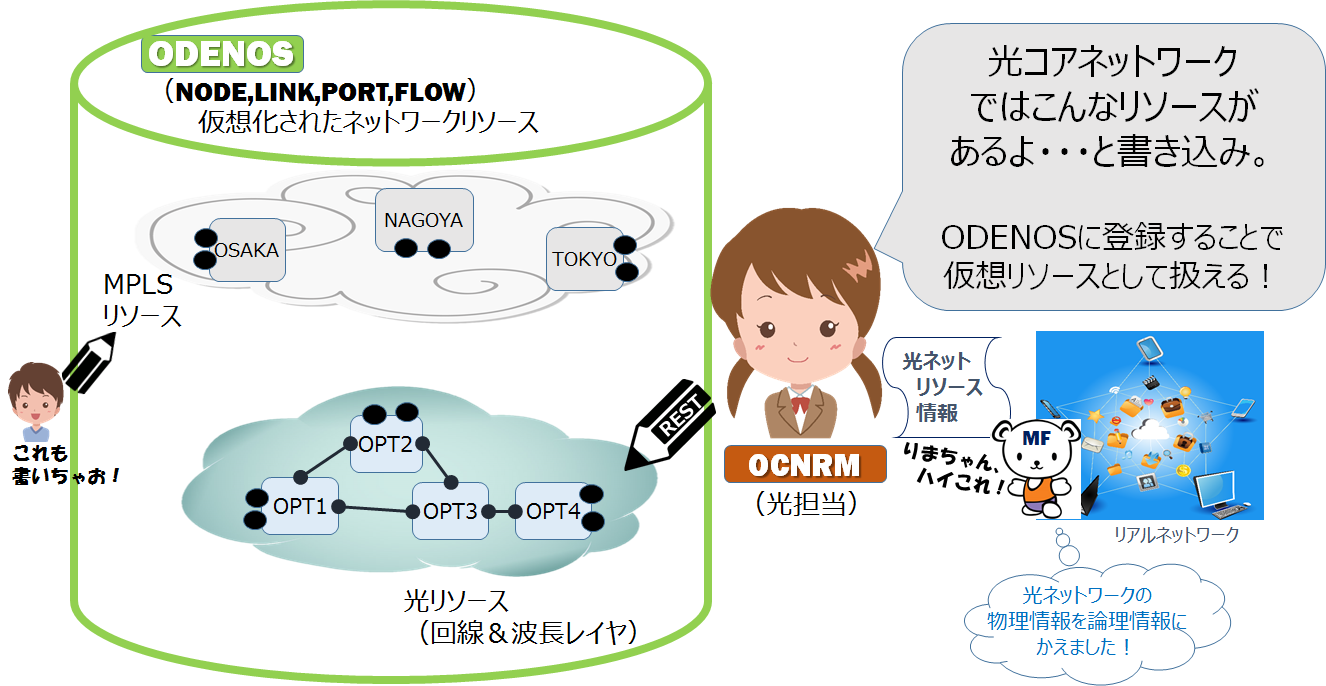 ODENOS
（NODE,LINK,PORT,FLOW）
仮想化されたネットワークリソース
OSAKA
NAGOYA
TOKYO
MPLS
リソース
これも
書いちゃお！
OPT2
OPT1
OPT3
OPT4
光リソース
（回線＆波長レイヤ）
REST
光コアネットワーク
ではこんなリソースが
あるよ・・・と書き込み。
ODENOSに登録することで
仮想リソースとして扱える！
OCNRM
（光担当）
光ネット
リソース
情報
りまちゃん、
ハイこれ！
MF
リアルネットワーク
光ネットワークの
物理情報を論理情報に
かえました！